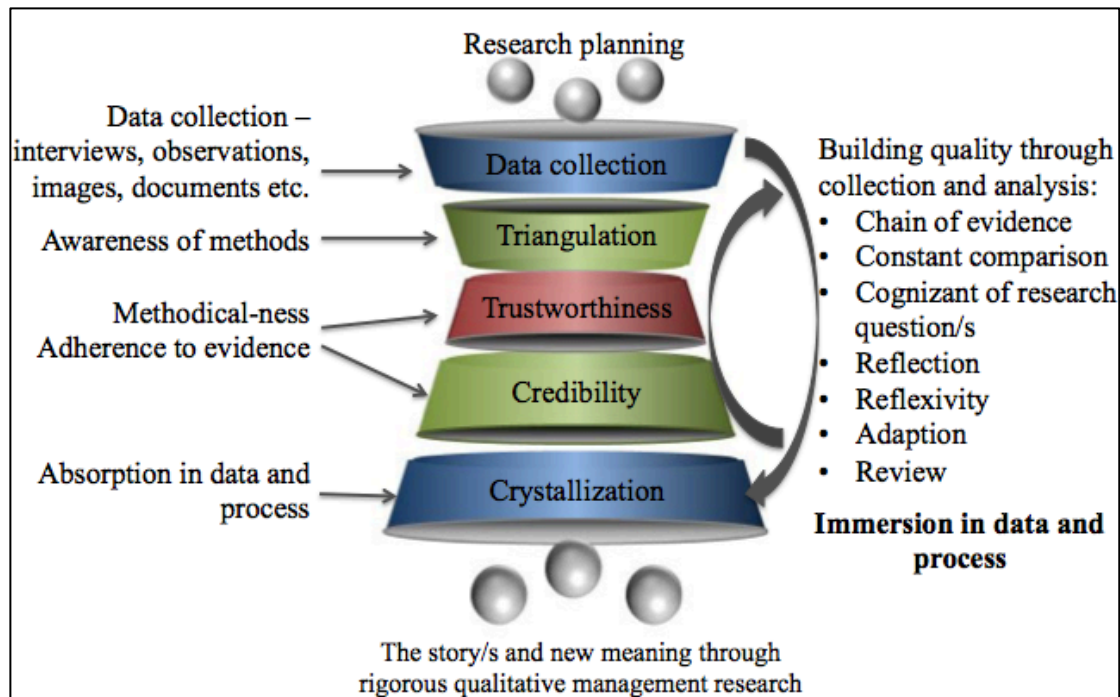 Research planning
Data collection –
interviews, observations,
images, documents etc.
Awareness of methods
Methodical-ness
Adherence to evidence
Absorption in data and
process
Data collection
Triangulation
Trustworthiness
Credibility
Crystallization
Building quality through
collection and analysis:
• Chain of evidence
• Constant comparison
• Cognizant of research
question/s
• Reflection
• Reflexivity
• Adaption
• Review
Immersion in data and
process
The story/s and new meaning through
rigorous qualitative management research